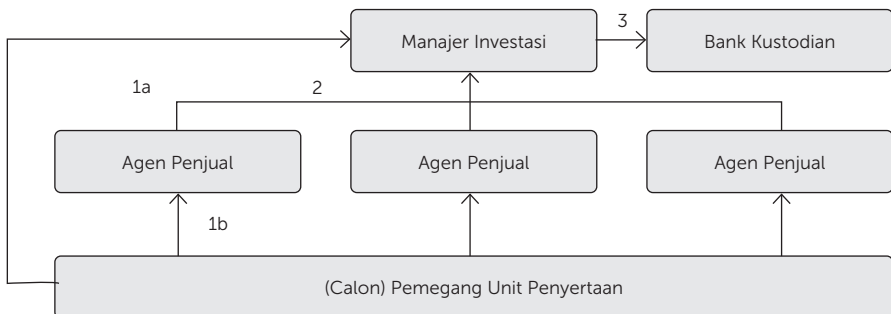 3
Manajer Investasi
Bank Kustodian
1a
2
Agen Penjual
Agen Penjual
Agen Penjual
1b
(Calon) Pemegang Unit Penyertaan